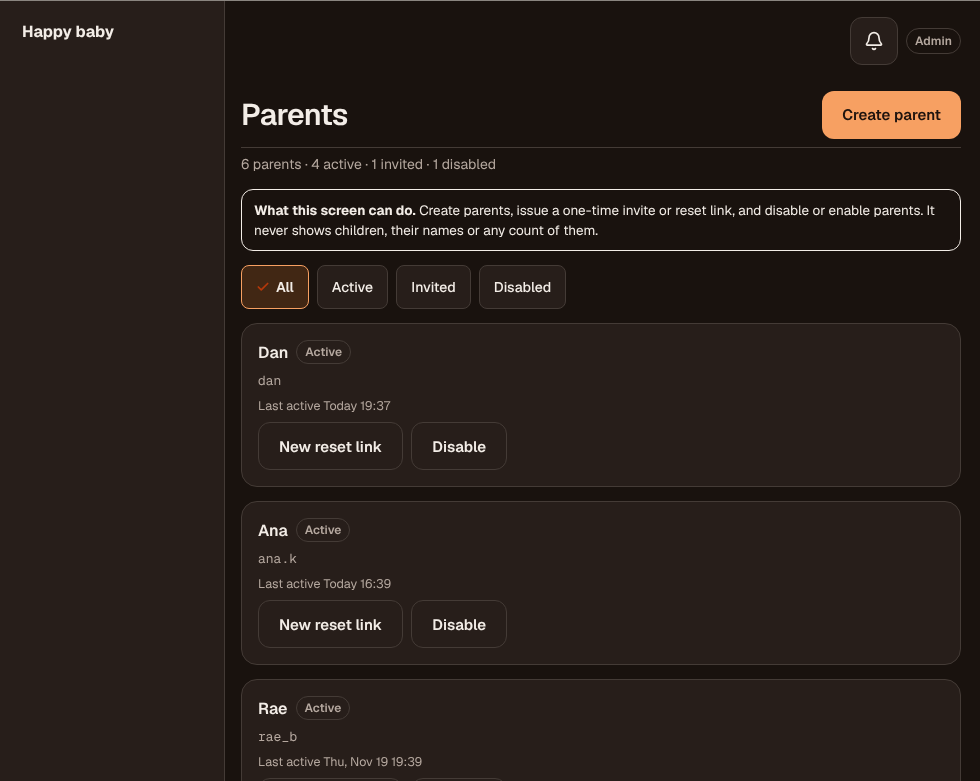 Happy baby
Admin
Parents
Create parent
6 parents · 4 active · 1 invited · 1 disabled
What this screen can do. Create parents, issue a one-time invite or reset link, and disable or enable parents. It
never shows children, their names or any count of them.
All
Active
Invited
Disabled
Dan
Active
dan
Last active Today 19:37
New reset link
Disable
Ana
Active
ana.k
Last active Today 16:39
New reset link
Disable
Rae
Active
rae_b
Last active Thu, Nov 19 19:39